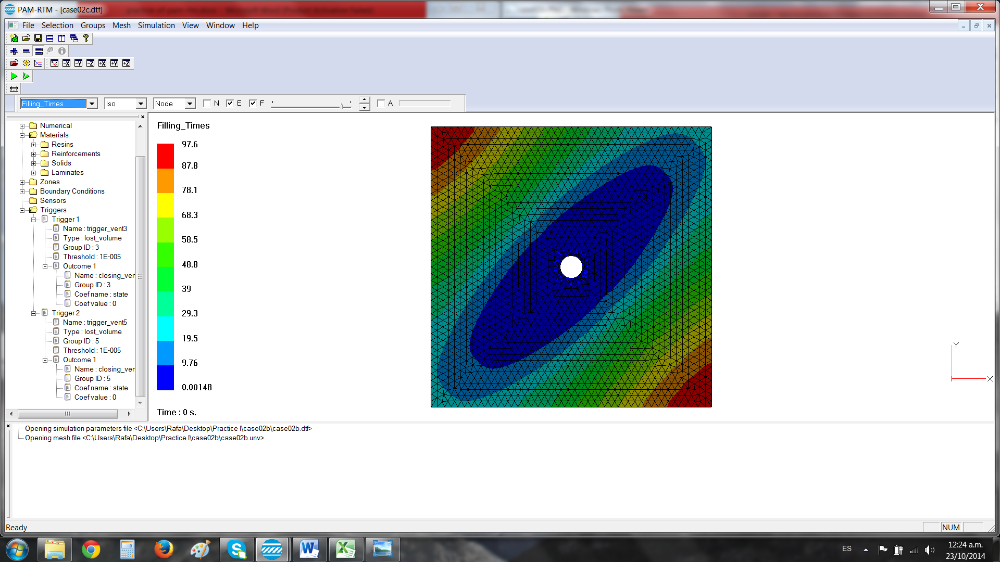 PAM-RTM - [case02c.dtf]
File Selection Groups Mesh Simulation View Window Help
-X -Y -Z +X +Y +Z
Filling_Times Iso Node N E F A
Numerical
Materials
Resins
Reinforcements
Solids
Laminates
Zones
Boundary Conditions
Sensors
Triggers
Trigger 1
Name : trigger_vent3
Type : lost_volume
Group ID : 3
Threshold : 1E-005
Outcome 1
Name : closing_ver
Group ID : 3
Coef name : state
Coef value : 0
Trigger 2
Name : trigger_vent5
Type : lost_volume
Group ID : 5
Threshold : 1E-005
Outcome 1
Name : closing_ver
Group ID : 5
Coef name : state
Coef value : 0
Filling_Times
97.6
87.8
78.1
68.3
58.5
48.8
39
29.3
19.5
9.76
0.00148
Time : 0 s.
Y
X
Opening simulation parameters file <C:\Users\Rafa\Desktop\Practice I\case02b\case02b.dtf>
Opening mesh file <C:\Users\Rafa\Desktop\Practice I\case02b\case02b.unv>
Ready
NUM
ES
12:24 a.m.
23/10/2014